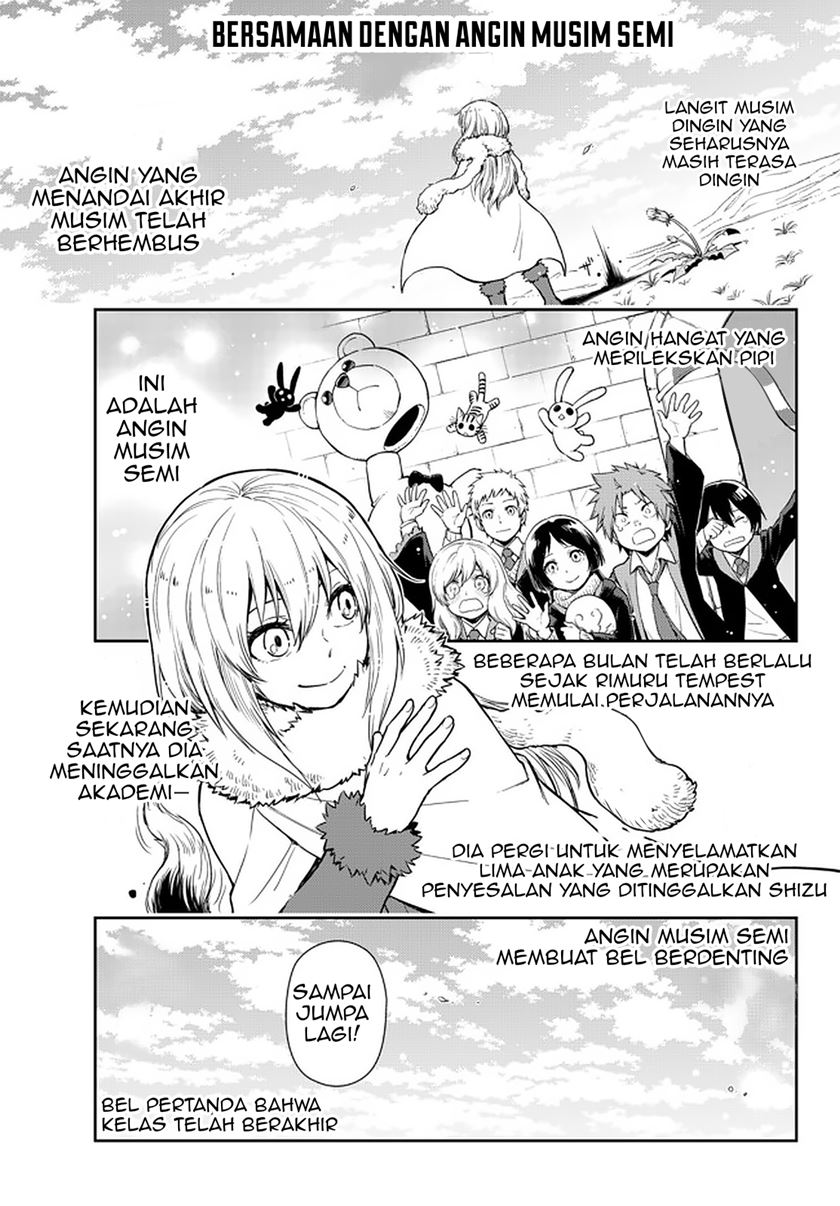 BERSAMAAN DENGAN ANGIN MUSIM SEMI
LANGIT MUSIM
DINGIN YANG
SEHARUSNYA
MASIH TERASA
DINGIN
ANGIN YANG
MENANDAI AKHIR
MUSIM TELAH
BERHEMBUS
ANGIN HANGAT YANG
MERILEKSKAN PIPI
INI
ADALAH
ANGIN
MUSIM
SEMI
BEBERAPA BULAN TELAH BERLALU
SEJAK RIMURU TEMPEST
MEMULAI PERJALANANNYA
KEMUDIAN
SEKARANG
SAATNYA DIA
MENINGGALKAN
AKADEMI—
DIA PERGI UNTUK MENYELAMATKAN
LIMA ANAK YANG MERUPAKAN
PENYESALAN YANG DITINGGALKAN SHIZU
ANGIN MUSIM SEMI
MEMBUAT BEL BERDENTING
SAMPAI
JUMPA
LAGI!
BEL PERTANDA BAHWA
KELAS TELAH BERAKHIR